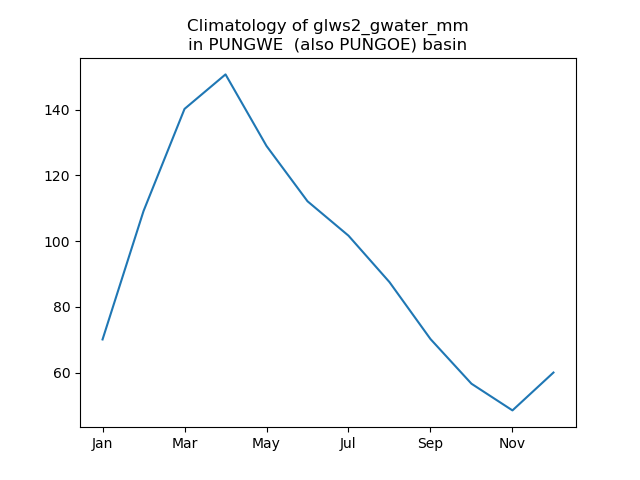 Climatology of glws2_gwater_mm
in PUNGWE  (also PUNGOE) basin
140
120
100
80
60
Jan
Mar
May
Jul
Sep
Nov